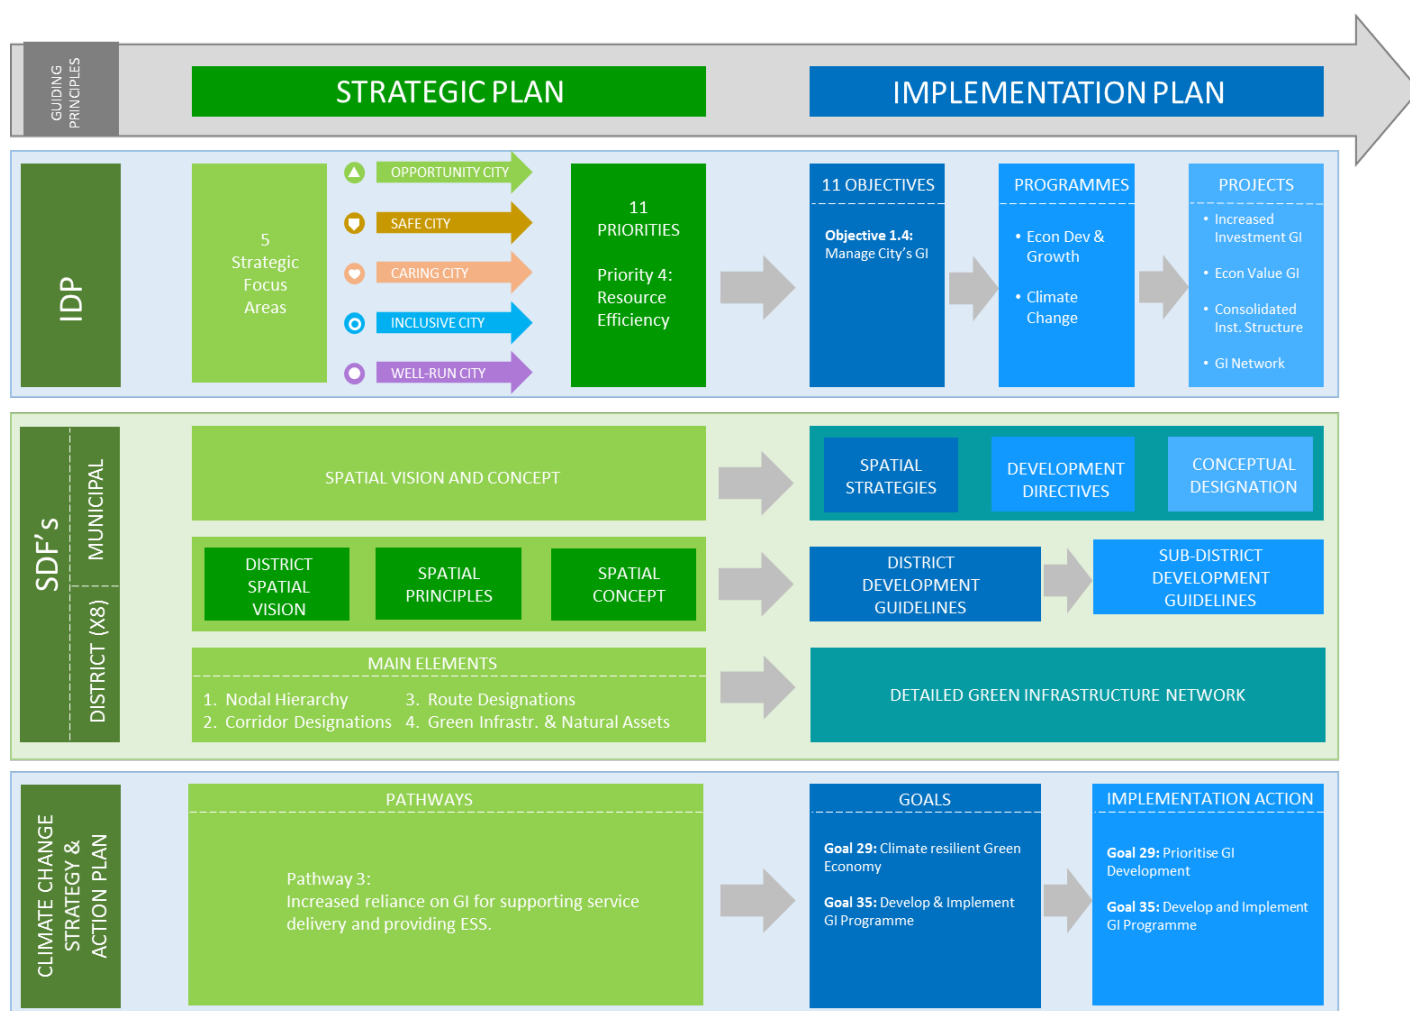 GUIDING
PRINCIPLES
STRATEGIC PLAN
IMPLEMENTATION PLAN
IDP
5
Strategic
Focus
Areas
OPPORTUNITY CITY
SAFE CITY
CARING CITY
INCLUSIVE CITY
WELL-RUN CITY
11
PRIORITIES
Priority 4:
Resource
Efficiency
11 OBJECTIVES
Objective 1.4:
Manage City's GI
PROGRAMMES
• Econ Dev &
Growth
• Climate
Change
PROJECTS
• Increased
Investment GI
• Econ Value GI
• Consolidated
Inst. Structure
• GI Network
SDF's
MUNICIPAL
DISTRICT (X8)
SPATIAL VISION AND CONCEPT
SPATIAL
STRATEGIES
DEVELOPMENT
DIRECTIVES
CONCEPTUAL
DESIGNATION
DISTRICT
SPATIAL
VISION
SPATIAL
PRINCIPLES
SPATIAL
CONCEPT
DISTRICT
DEVELOPMENT
GUIDELINES
SUB-DISTRICT
DEVELOPMENT
GUIDELINES
MAIN ELEMENTS
1. Nodal Hierarchy
2. Corridor Designations
3. Route Designations
4. Green Infrastr. & Natural Assets
DETAILED GREEN INFRASTRUCTURE NETWORK
CLIMATE CHANGE
STRATEGY &
ACTION PLAN
PATHWAYS
Pathway 3:
Increased reliance on GI for supporting service
delivery and providing ESS.
GOALS
Goal 29: Climate resilient Green
Economy
Goal 35: Develop & Implement
GI Programme
IMPLEMENTATION ACTION
Goal 29: Prioritise GI
Development
Goal 35: Develop and Implement
GI Programme